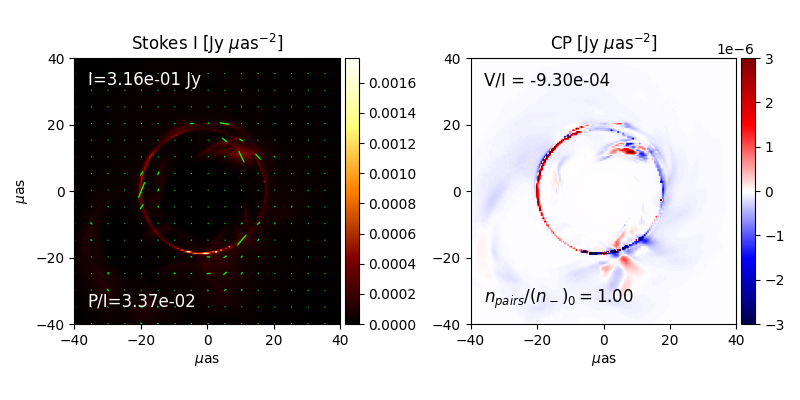 Stokes I [Jy μas⁻²]
I=3.16e-01 Jy
P/I=3.37e-02
40
20
0
−20
−40
μas
−40 −20 0 20 40
μas
0.0016
0.0014
0.0012
0.0010
0.0008
0.0006
0.0004
0.0002
0.0000
CP [Jy μas⁻²]
1e-6
V/I = -9.30e-04
n_{pairs}/(n_−)_0 = 1.00
40
20
0
−20
−40
−40 −20 0 20 40
μas
3
2
1
0
−1
−2
−3